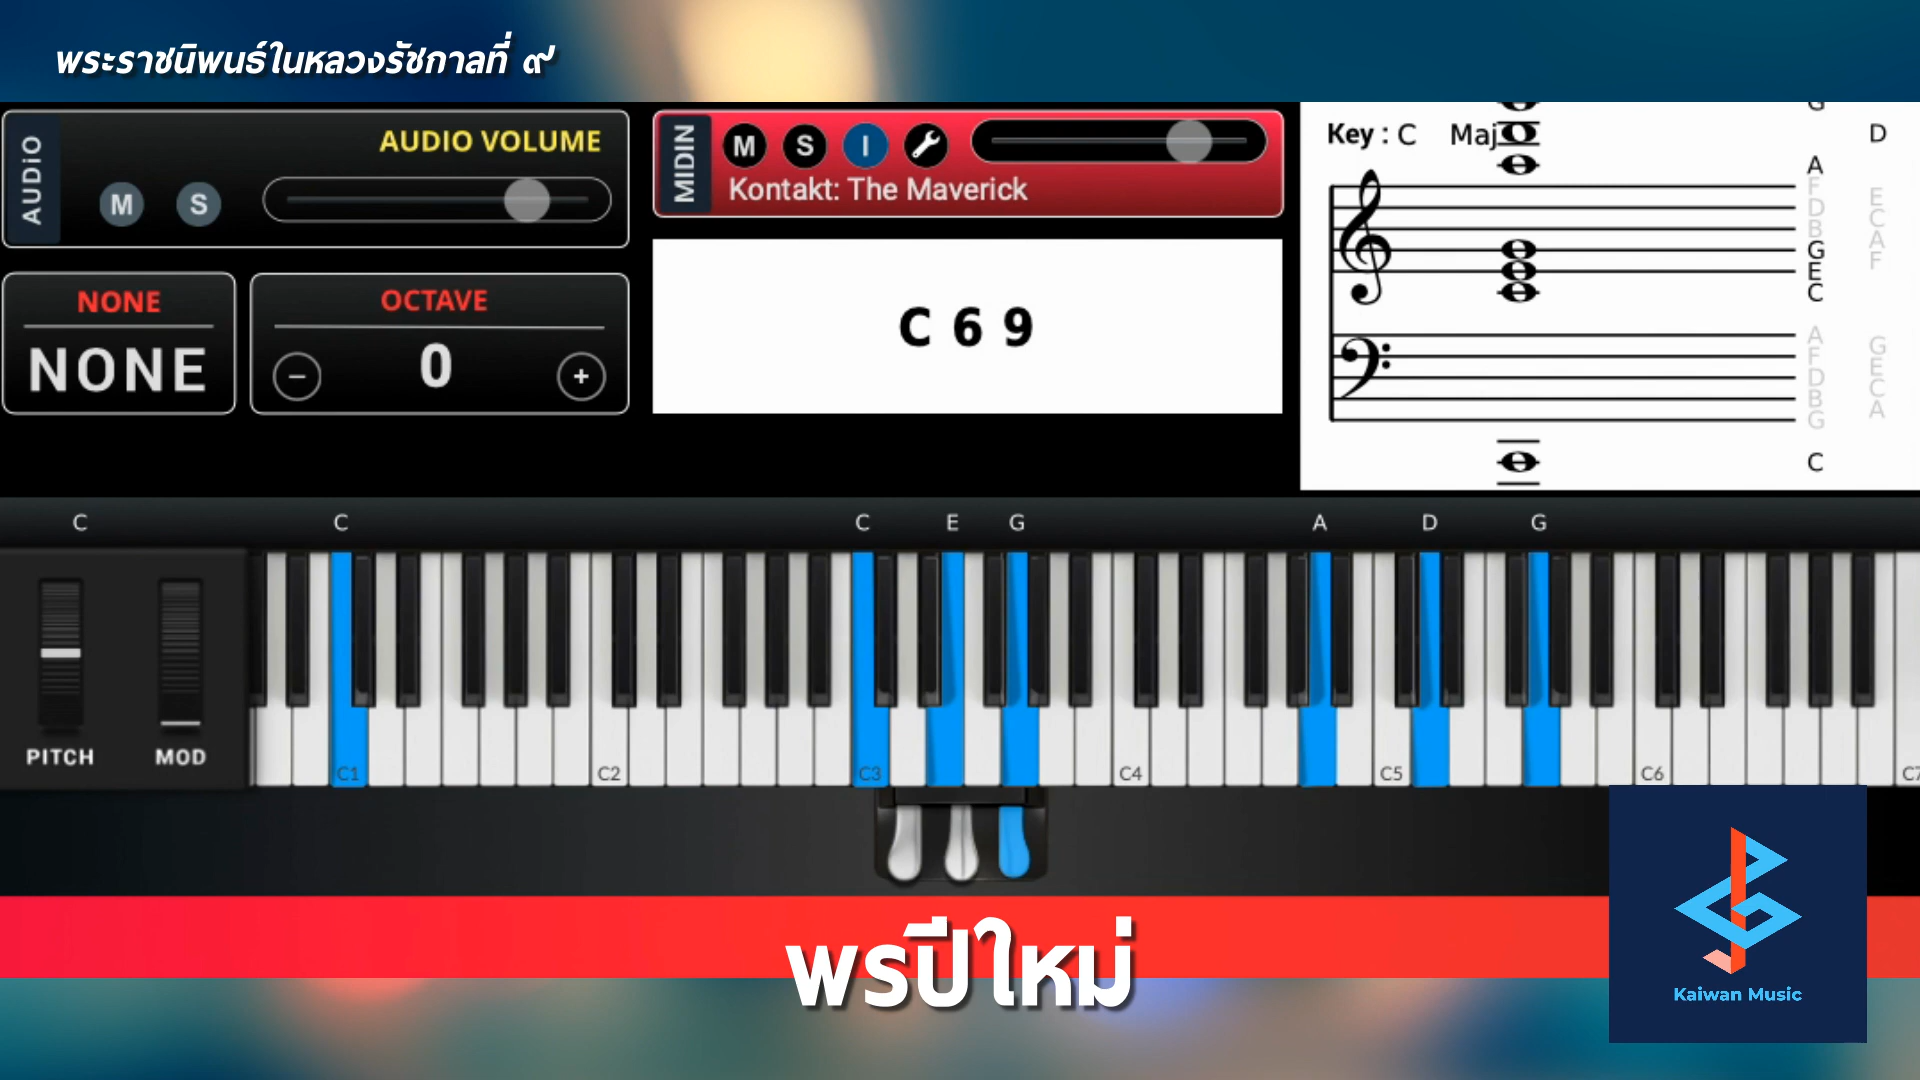 พระราชนิพนธ์ในหลวงรัชกาลที่ ๙
AUDiO
AUDIO VOLUME
M S
NONE
NONE
OCTAVE
0
MIDIN
M S I
Kontakt: The Maverick
C 6 9
Key : C Maj
G
D
A
F
D
B
G
E
C
E
C
A
F
A
F
D
B
G
G
E
C
A
C
C C C E G A D G
PITCH MOD
C1 C2 C3 C4 C5 C6 C7
พรปีใหม่
Kaiwan Music